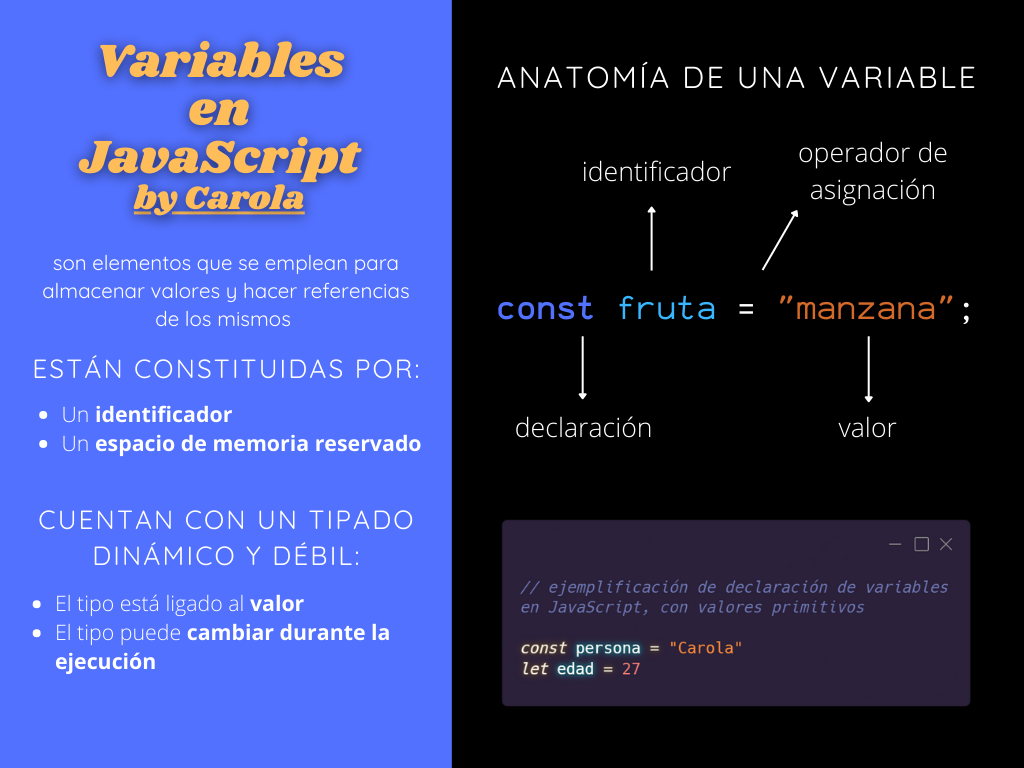 Variables
en
JavaScript
by Carola
son elementos que se emplean para
almacenar valores y hacer referencias
de los mismos
ESTÁN CONSTITUIDAS POR:
• Un identificador
• Un espacio de memoria reservado
CUENTAN CON UN TIPADO
DINÁMICO Y DÉBIL:
• El tipo está ligado al valor
• El tipo puede cambiar durante la
ejecución
ANATOMÍA DE UNA VARIABLE
identificador
operador de
asignación
const fruta = "manzana";
declaración
valor
// ejemplificación de declaración de variables
en JavaScript, con valores primitivos
const persona = "Carola"
let edad = 27